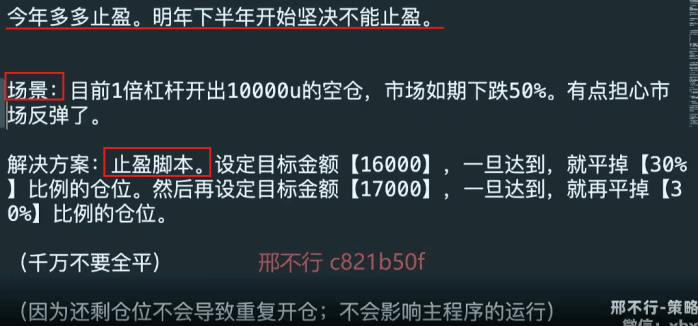 今年多多止盈。明年下半年开始坚决不能止盈。
场景：目前1倍杠杆开出10000u的空仓，市场如期下跌50%。有点担心市
场反弹了。
解决方案：止盈脚本。设定目标金额【16000】，一旦达到，就平掉【30%
】比例的仓位。然后再设定目标金额【17000】，一旦达到，就再平掉【3
0%】比例的仓位。
（千万不要全平）
邢不行 c821b50f
（因为还剩仓位不会导致重复开仓；不会影响主程序的运行）
邢不行-策略